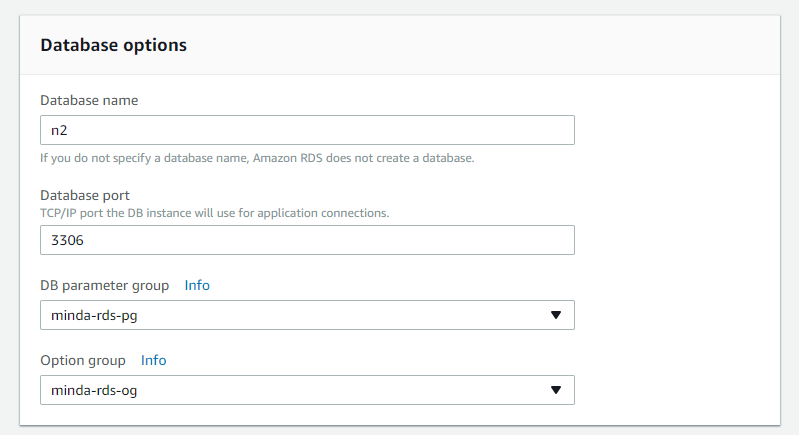 Database options
Database name
n2
If you do not specify a database name, Amazon RDS does not create a database.
Database port
TCP/IP port the DB instance will use for application connections.
3306
DB parameter group Info
minda-rds-pg
Option group Info
minda-rds-og